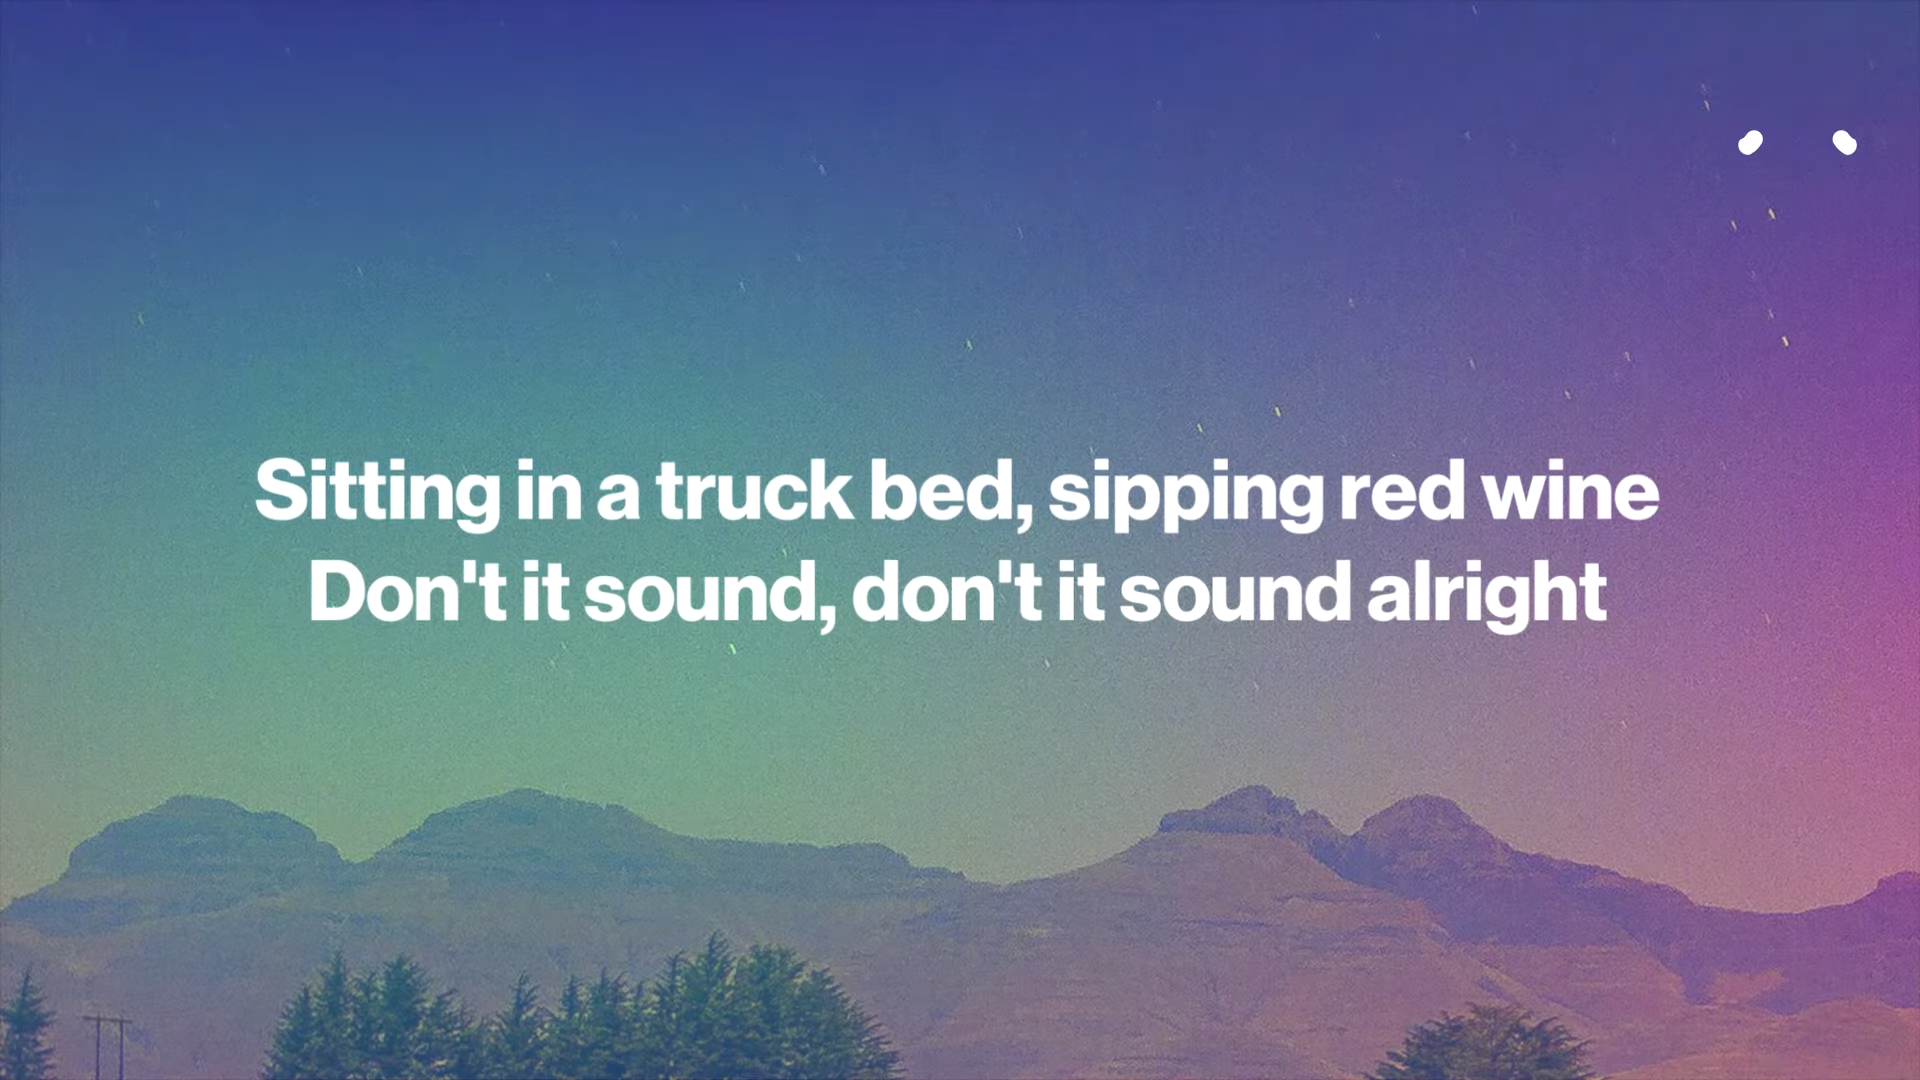 Sitting in a truck bed, sipping red wine
Don't it sound, don't it sound alright